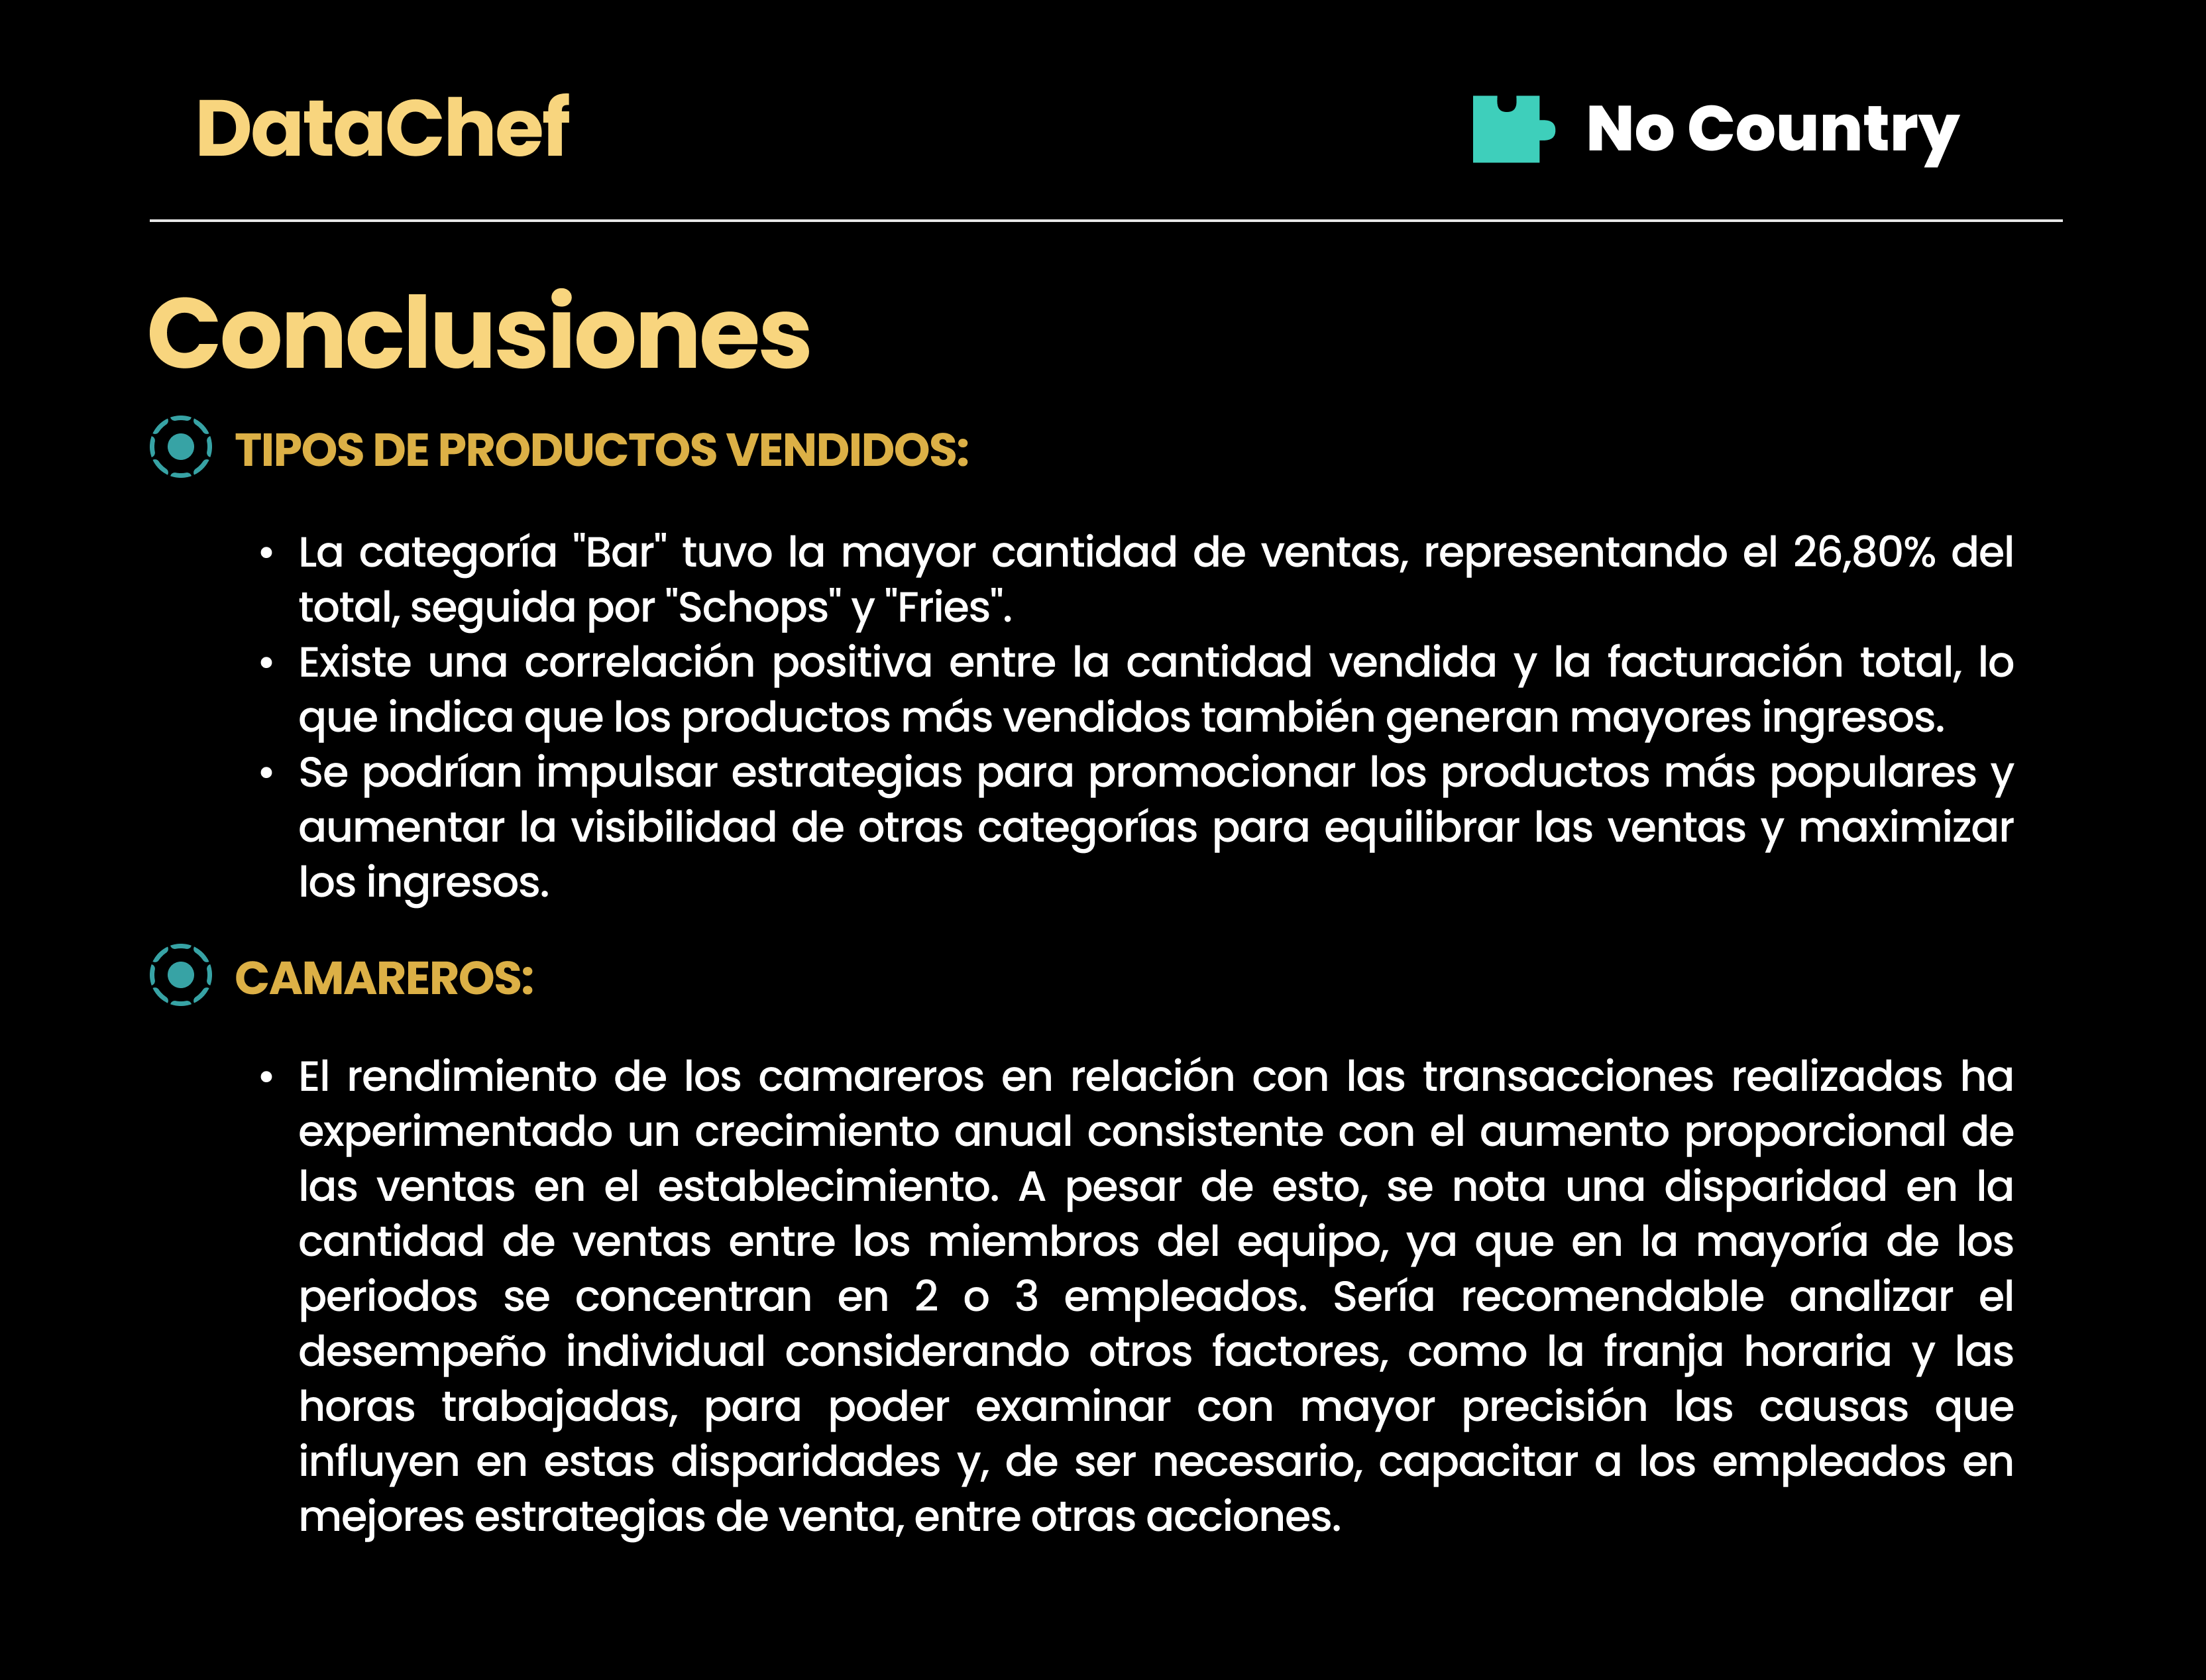 DataChef
No Country
Conclusiones
TIPOS DE PRODUCTOS VENDIDOS:
• La categoría "Bar" tuvo la mayor cantidad de ventas, representando el 26,80% del
total, seguida por "Schops" y "Fries".
• Existe una correlación positiva entre la cantidad vendida y la facturación total, lo
que indica que los productos más vendidos también generan mayores ingresos.
• Se podrían impulsar estrategias para promocionar los productos más populares y
aumentar la visibilidad de otras categorías para equilibrar las ventas y maximizar
los ingresos.
CAMAREROS:
• El rendimiento de los camareros en relación con las transacciones realizadas ha
experimentado un crecimiento anual consistente con el aumento proporcional de
las ventas en el establecimiento. A pesar de esto, se nota una disparidad en la
cantidad de ventas entre los miembros del equipo, ya que en la mayoría de los
periodos se concentran en 2 o 3 empleados. Sería recomendable analizar el
desempeño individual considerando otros factores, como la franja horaria y las
horas trabajadas, para poder examinar con mayor precisión las causas que
influyen en estas disparidades y, de ser necesario, capacitar a los empleados en
mejores estrategias de venta, entre otras acciones.